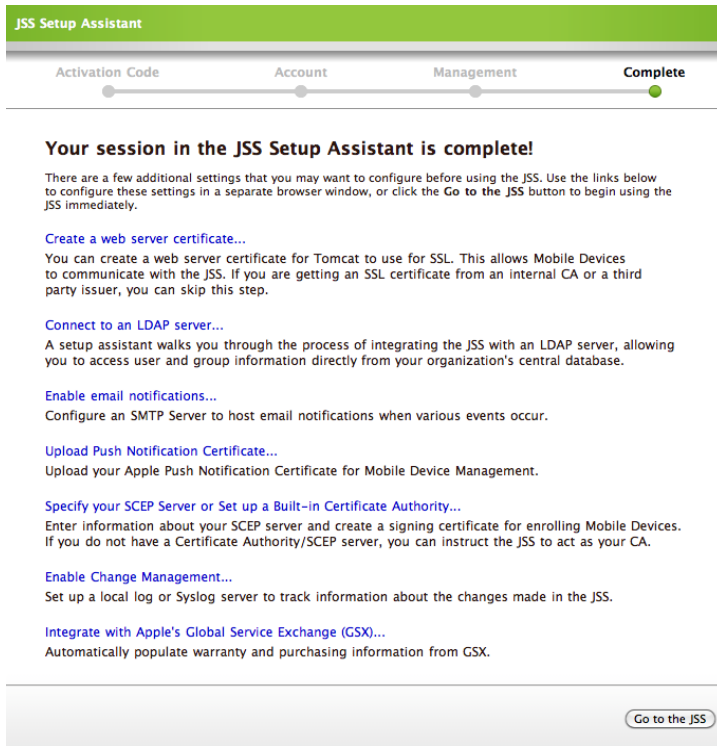 JSS Setup Assistant
Activation Code
Account
Management
Complete
Your session in the JSS Setup Assistant is complete!
There are a few additional settings that you may want to configure before using the JSS. Use the links below
to configure these settings in a separate browser window, or click the Go to the JSS button to begin using the
JSS immediately.
Create a web server certificate...
You can create a web server certificate for Tomcat to use for SSL. This allows Mobile Devices
to communicate with the JSS. If you are getting an SSL certificate from an internal CA or a third
party issuer, you can skip this step.
Connect to an LDAP server...
A setup assistant walks you through the process of integrating the JSS with an LDAP server, allowing
you to access user and group information directly from your organization's central database.
Enable email notifications...
Configure an SMTP Server to host email notifications when various events occur.
Upload Push Notification Certificate...
Upload your Apple Push Notification Certificate for Mobile Device Management.
Specify your SCEP Server or Set up a Built-in Certificate Authority...
Enter information about your SCEP server and create a signing certificate for enrolling Mobile Devices.
If you do not have a Certificate Authority/SCEP server, you can instruct the JSS to act as your CA.
Enable Change Management...
Set up a local log or Syslog server to track information about the changes made in the JSS.
Integrate with Apple's Global Service Exchange (GSX)...
Automatically populate warranty and purchasing information from GSX.
Go to the JSS